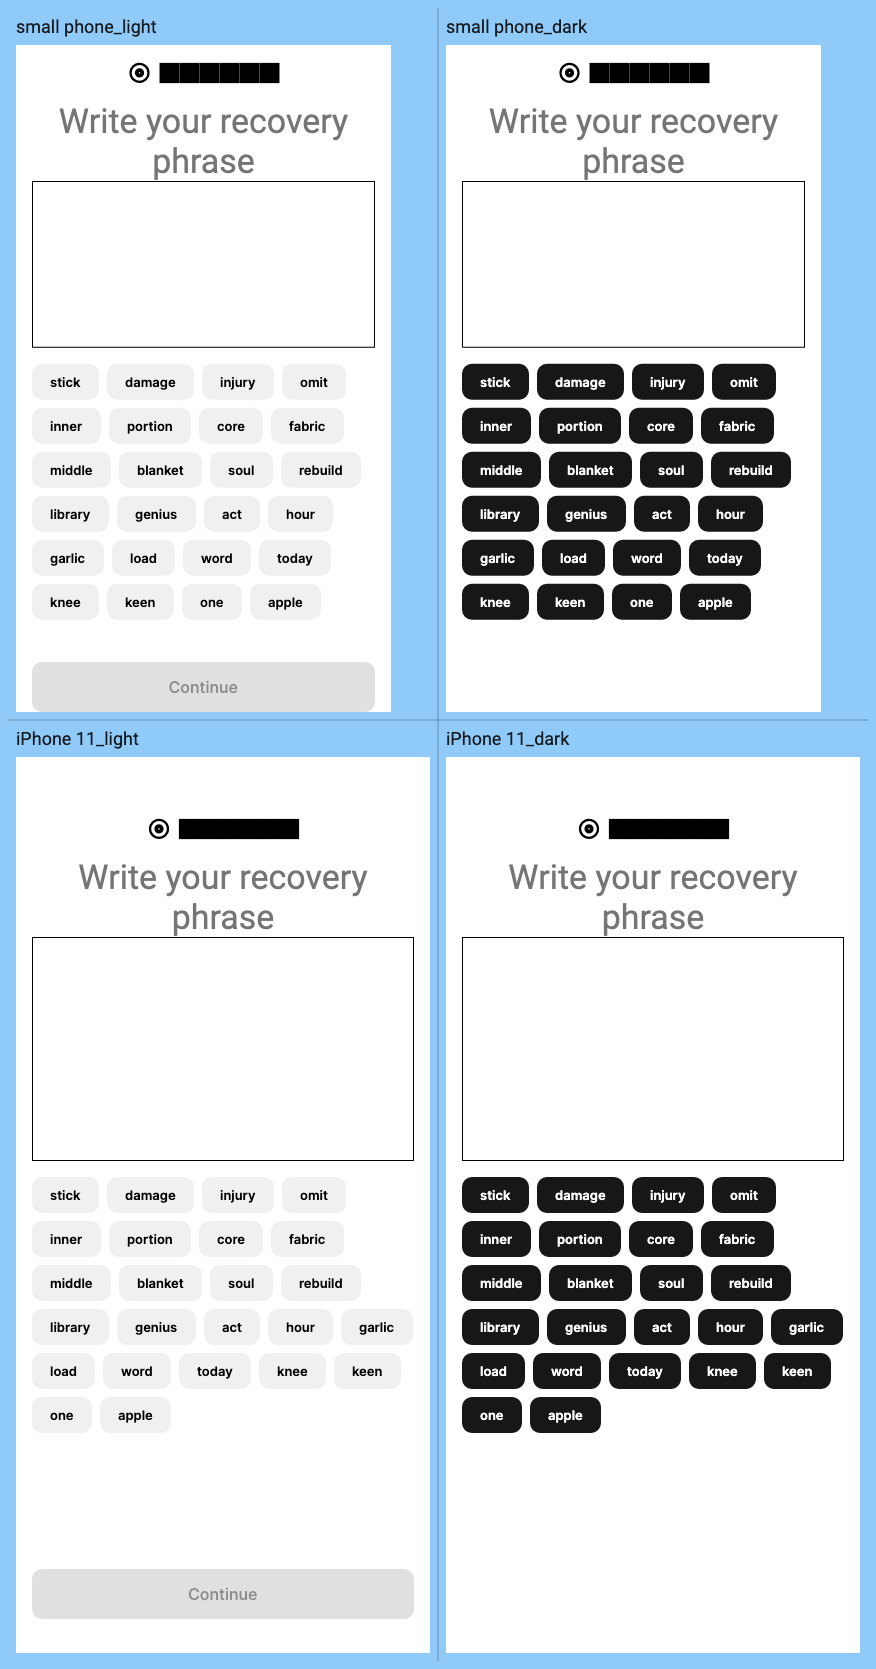 small phone_light
Write your recovery
phrase
stick damage injury omit
inner portion core fabric
middle blanket soul rebuild
library genius act hour
garlic load word today
knee keen one apple
Continue
small phone_dark
Write your recovery
phrase
stick damage injury omit
inner portion core fabric
middle blanket soul rebuild
library genius act hour
garlic load word today
knee keen one apple
iPhone 11_light
Write your recovery
phrase
stick damage injury omit
inner portion core fabric
middle blanket soul rebuild
library genius act hour garlic
load word today knee keen
one apple
Continue
iPhone 11_dark
Write your recovery
phrase
stick damage injury omit
inner portion core fabric
middle blanket soul rebuild
library genius act hour garlic
load word today knee keen
one apple